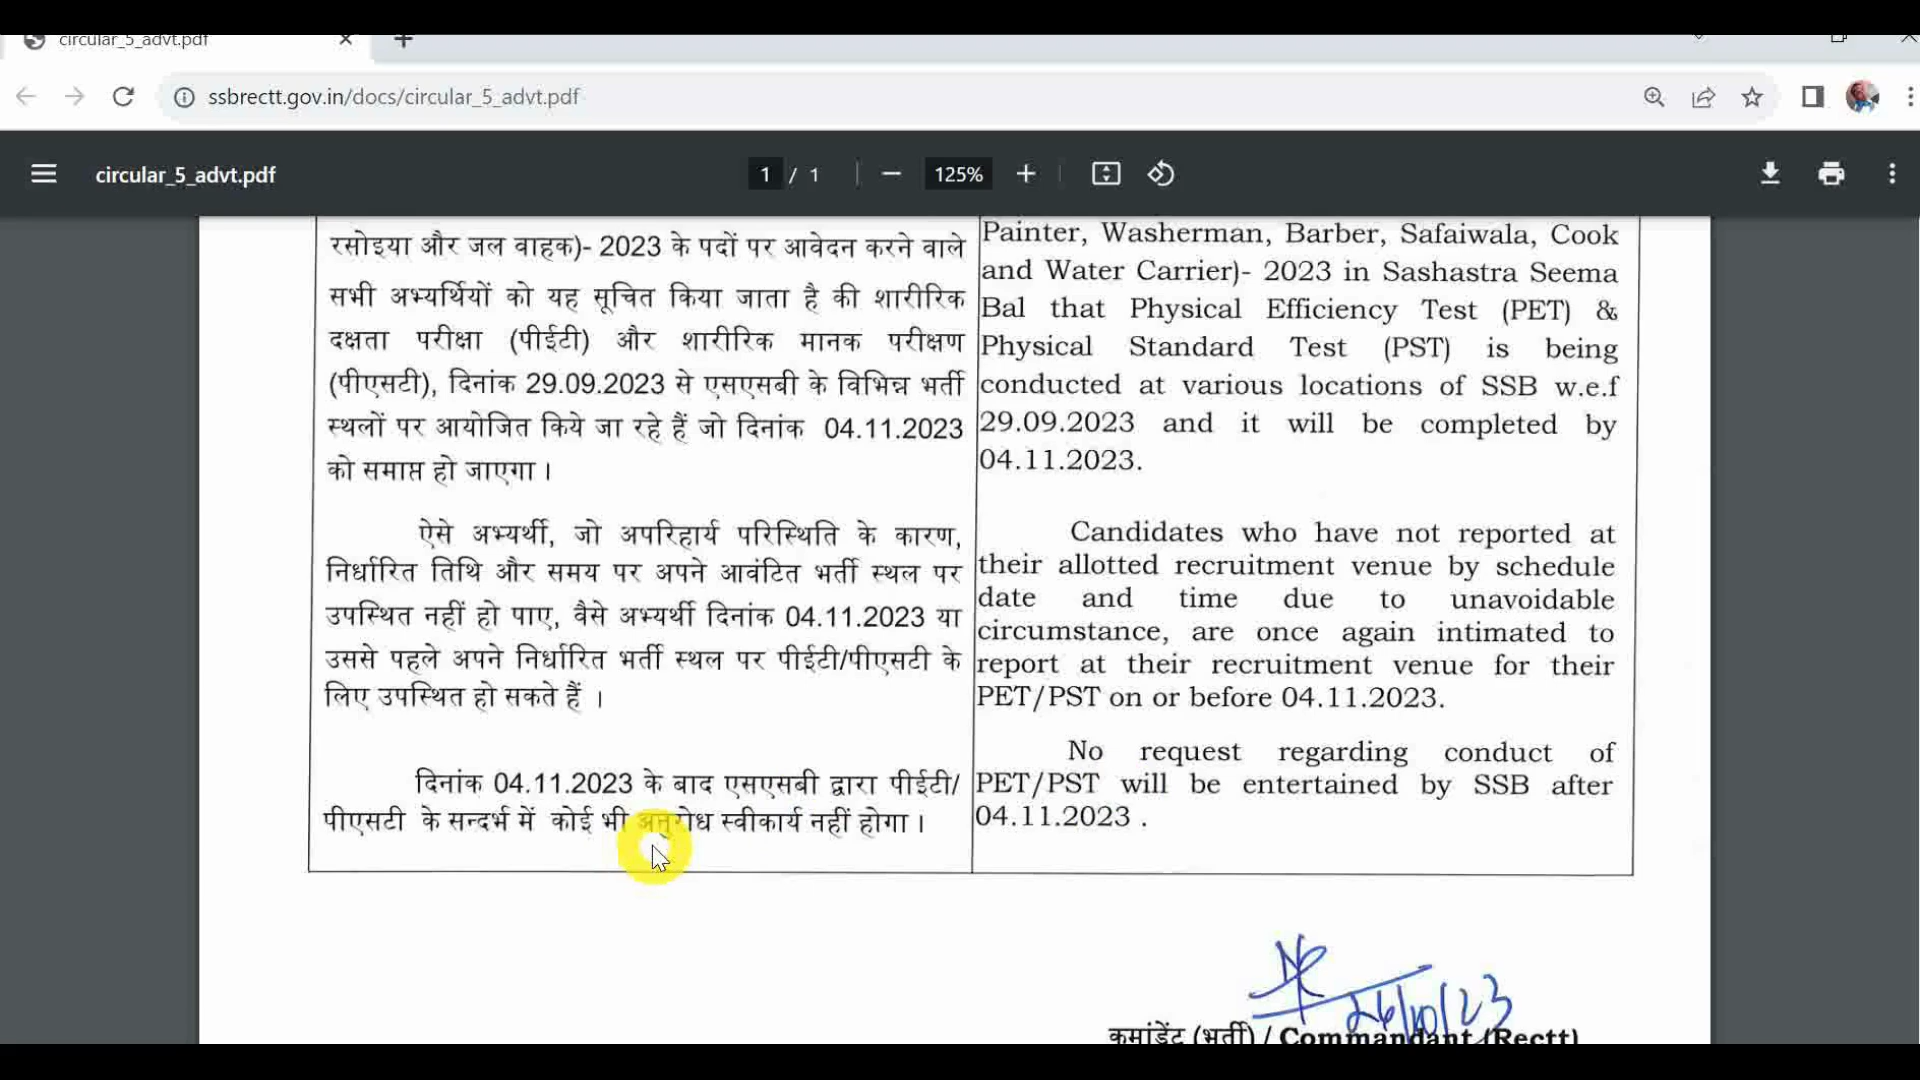 circular_5_advt.pdf
ssbrectt.gov.in/docs/circular_5_advt.pdf
circular_5_advt.pdf
1 / 1
125%
रसोइया और जल वाहक)- 2023 के पदों पर आवेदन करने वाले
सभी अभ्यर्थियों को यह सूचित किया जाता है की शारीरिक
दक्षता परीक्षा (पीईटी) और शारीरिक मानक परीक्षण
(पीएसटी), दिनांक 29.09.2023 से एसएसबी के विभिन्न भर्ती
स्थलों पर आयोजित किये जा रहे हैं जो दिनांक 04.11.2023
को समाप्त हो जाएगा ।
ऐसे अभ्यर्थी, जो अपरिहार्य परिस्थिति के कारण,
निर्धारित तिथि और समय पर अपने आवंटित भर्ती स्थल पर
उपस्थित नहीं हो पाए, वैसे अभ्यर्थी दिनांक 04.11.2023 या
उससे पहले अपने निर्धारित भर्ती स्थल पर पीईटी/पीएसटी के
लिए उपस्थित हो सकते हैं ।
दिनांक 04.11.2023 के बाद एसएसबी द्वारा पीईटी/
पीएसटी के सन्दर्भ में कोई भी अनुरोध स्वीकार्य नहीं होगा ।
Painter, Washerman, Barber, Safaiwala, Cook
and Water Carrier)- 2023 in Sashastra Seema
Bal that Physical Efficiency Test (PET) &
Physical Standard Test (PST) is being
conducted at various locations of SSB w.e.f
29.09.2023 and it will be completed by
04.11.2023.
Candidates who have not reported at
their allotted recruitment venue by schedule
date and time due to unavoidable
circumstance, are once again intimated to
report at their recruitment venue for their
PET/PST on or before 04.11.2023.
No request regarding conduct of
PET/PST will be entertained by SSB after
04.11.2023 .
26/10/23
कमांडेंट (भर्ती) / Commandant (Rectt)